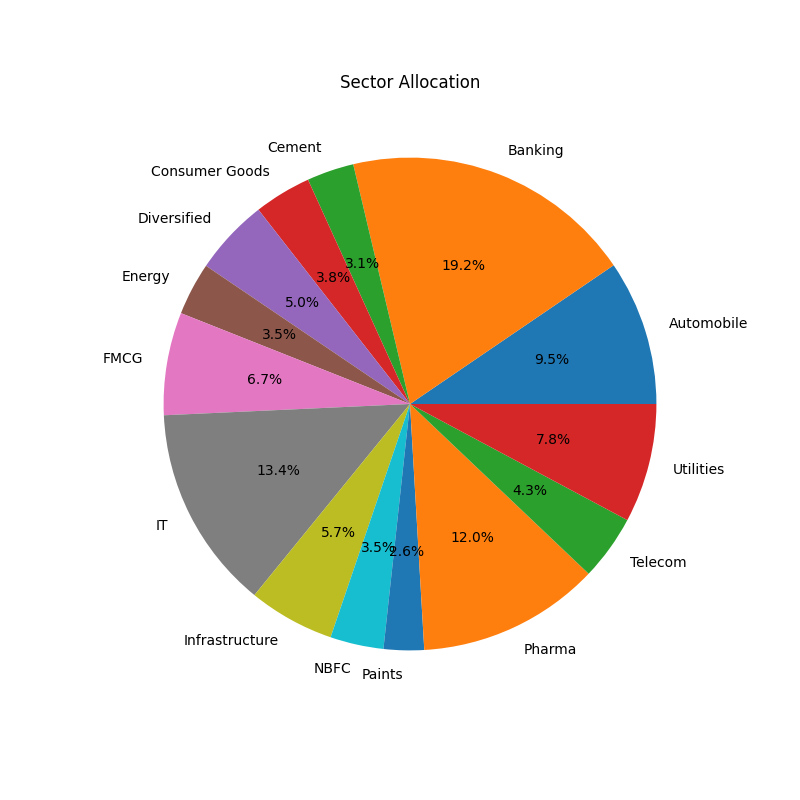 Sector Allocation
Cement
Banking
Consumer Goods
Diversified
Energy
Automobile
FMCG
3.1%
19.2%
3.8%
5.0%
3.5%
9.5%
6.7%
7.8%
13.4%
4.3%
Utilities
IT
5.7%
12.0%
3.5%
2.6%
Telecom
Infrastructure
Pharma
NBFC
Paints